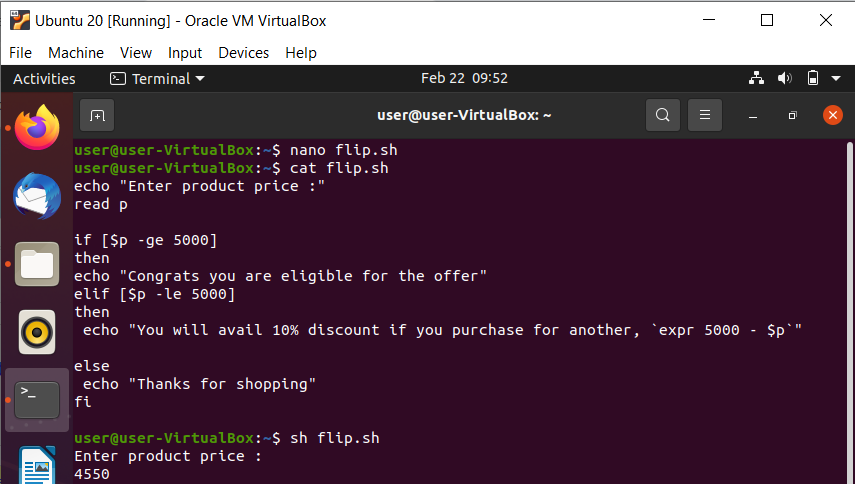 Ubuntu 20 [Running] - Oracle VM VirtualBox
File Machine View Input Devices Help
Activities Terminal Feb 22 09:52
user@user-VirtualBox: ~
user@user-VirtualBox:~$ nano flip.sh
user@user-VirtualBox:~$ cat flip.sh
echo "Enter product price :"
read p
if [$p -ge 5000]
then
echo "Congrats you are eligible for the offer"
elif [$p -le 5000]
then
echo "You will avail 10% discount if you purchase for another, `expr 5000 - $p`"
else
echo "Thanks for shopping"
fi
user@user-VirtualBox:~$ sh flip.sh
Enter product price :
4550